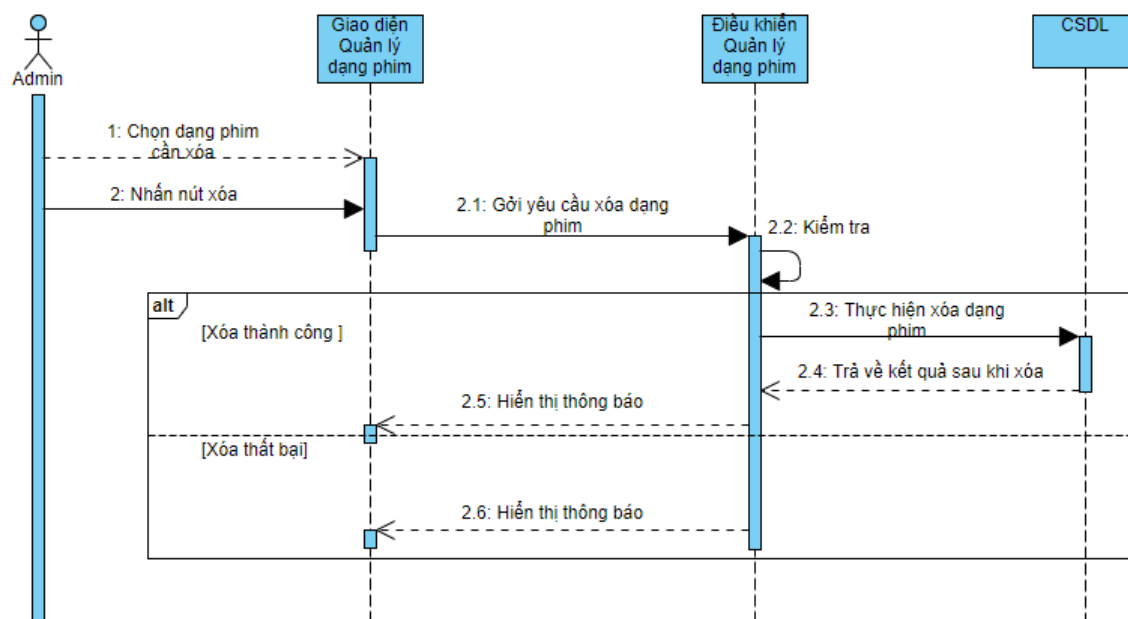 Admin
Giao diện
Quản lý
dạng phim
Điều khiển
Quản lý
dạng phim
CSDL
1: Chọn dạng phim
cần xóa
2: Nhấn nút xóa
2.1: Gởi yêu cầu xóa dạng
phim
2.2: Kiểm tra
alt
[Xóa thành công ]
2.3: Thực hiện xóa dạng
phim
2.4: Trả về kết quả sau khi xóa
2.5: Hiển thị thông báo
[Xóa thất bại]
2.6: Hiển thị thông báo